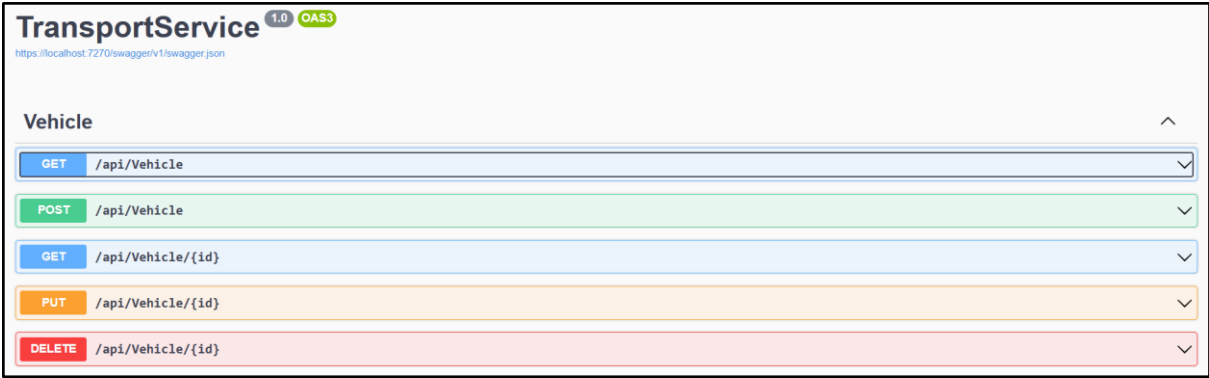 TransportService 1.0 OAS3
https://localhost:7270/swagger/v1/swagger.json
Vehicle
GET /api/Vehicle
POST /api/Vehicle
GET /api/Vehicle/{id}
PUT /api/Vehicle/{id}
DELETE /api/Vehicle/{id}